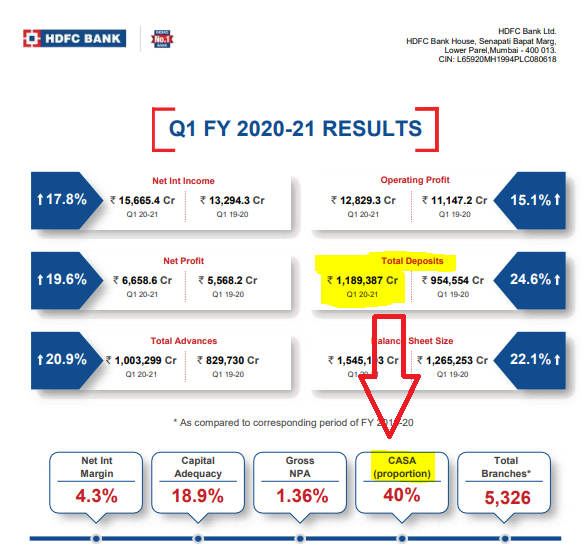 HDFC BANK
INDIA'S
No.1
HDFC Bank Ltd.
HDFC Bank House, Senapati Bapat Marg,
Lower Parel,Mumbai - 400 013.
CIN: L65920MH1994PLC080618
Q1 FY 2020-21 RESULTS
↑17.8%
Net Int Income
₹ 15,665.4 Cr ₹ 13,294.3 Cr
Q1 20-21 Q1 19-20
Operating Profit
₹ 12,829.3 Cr ₹ 11,147.2 Cr
Q1 20-21 Q1 19-20
15.1%↑
↑19.6%
Net Profit
₹ 6,658.6 Cr ₹ 5,568.2 Cr
Q1 20-21 Q1 19-20
Total Deposits
₹ 1,189,387 Cr ₹ 954,554 Cr
Q1 20-21 Q1 19-20
24.6%↑
↑20.9%
Total Advances
₹ 1,003,299 Cr ₹ 829,730 Cr
Q1 20-21 Q1 19-20
Balance Sheet Size
Cr ₹ 1,265,253 Cr
Q1 20-21 Q1 19-20
22.1%↑
* As compared to corresponding period of FY 2019-20
Net Int
Margin
4.3%
Capital
Adequacy
18.9%
Gross
NPA
1.36%
CASA
(proportion)
40%
Total
Branches*
5,326